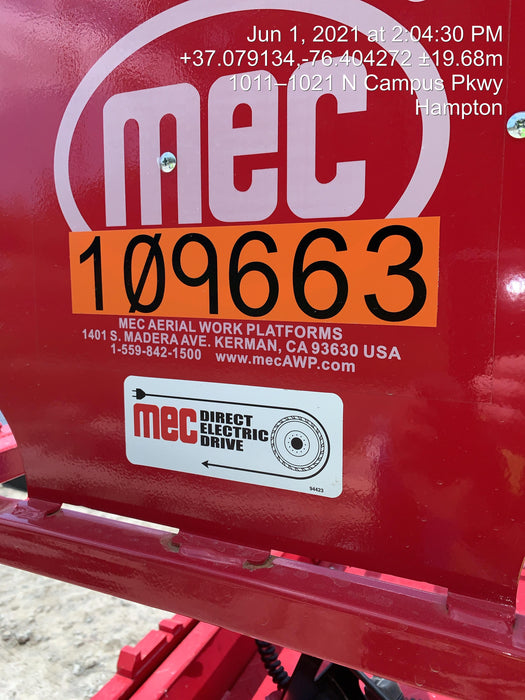 Jun 1, 2021 at 2:04:30 PM
+37.079134,-76.404272 ±19.68m
1011–1021 N Campus Pkwy
Hampton
mec
109663
MEC AERIAL WORK PLATFORMS
1401 S. MADERA AVE. KERMAN, CA 93630 USA
1-559-842-1500 www.mecAWP.com
mec DIRECT
ELECTRIC
DRIVE
94423